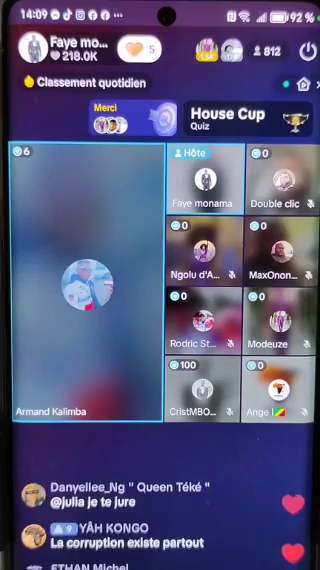 14:09
92 %
Faye mo...
218.0K
5
812
Classement quotidien
Merci
House Cup
Quiz
6
Hôte
Faye monama
0
Double clic
0
Ngolu d'A...
0
MaxOnon...
0
Rodric St...
0
Modeuze
Armand Kalimba
100
CristMBO...
0
Ange
Danyellee_Ng " Queen Téké "
@julia je te jure
9 YÂH KONGO
La corruption existe partout
ETHAN Michel